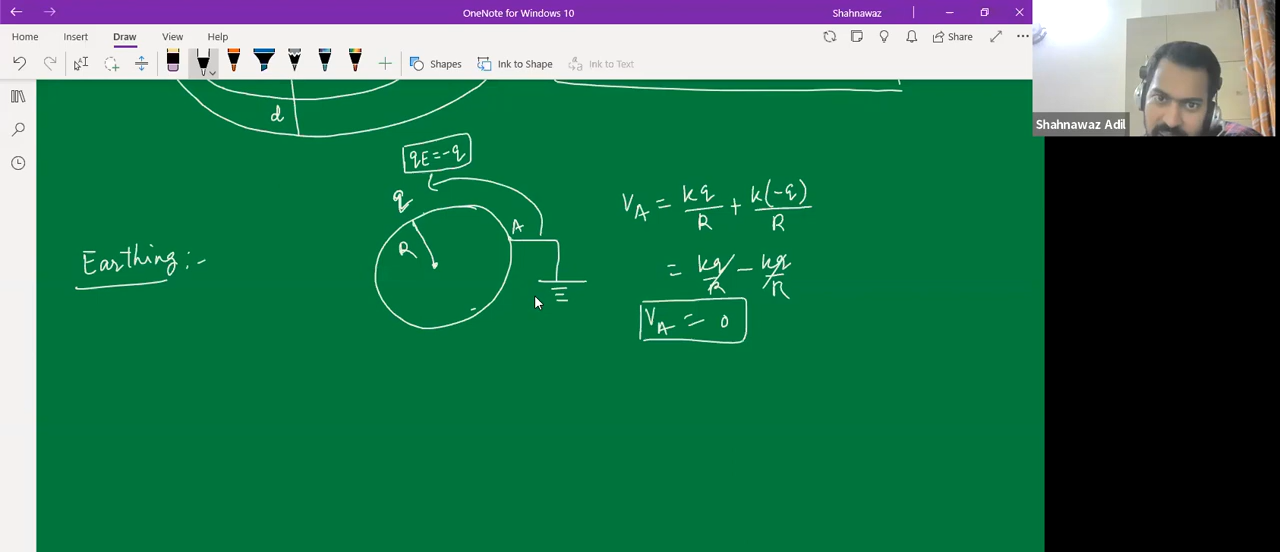 OneNote for Windows 10
Shahnawaz
Home Insert Draw View Help
Share
Shapes Ink to Shape Ink to Text
Shahnawaz Adil
d
qE=-q
q
A
R
Earthing:-
VA = kq/R + k(-q)/R
= kq/R - kq/R
VA = 0